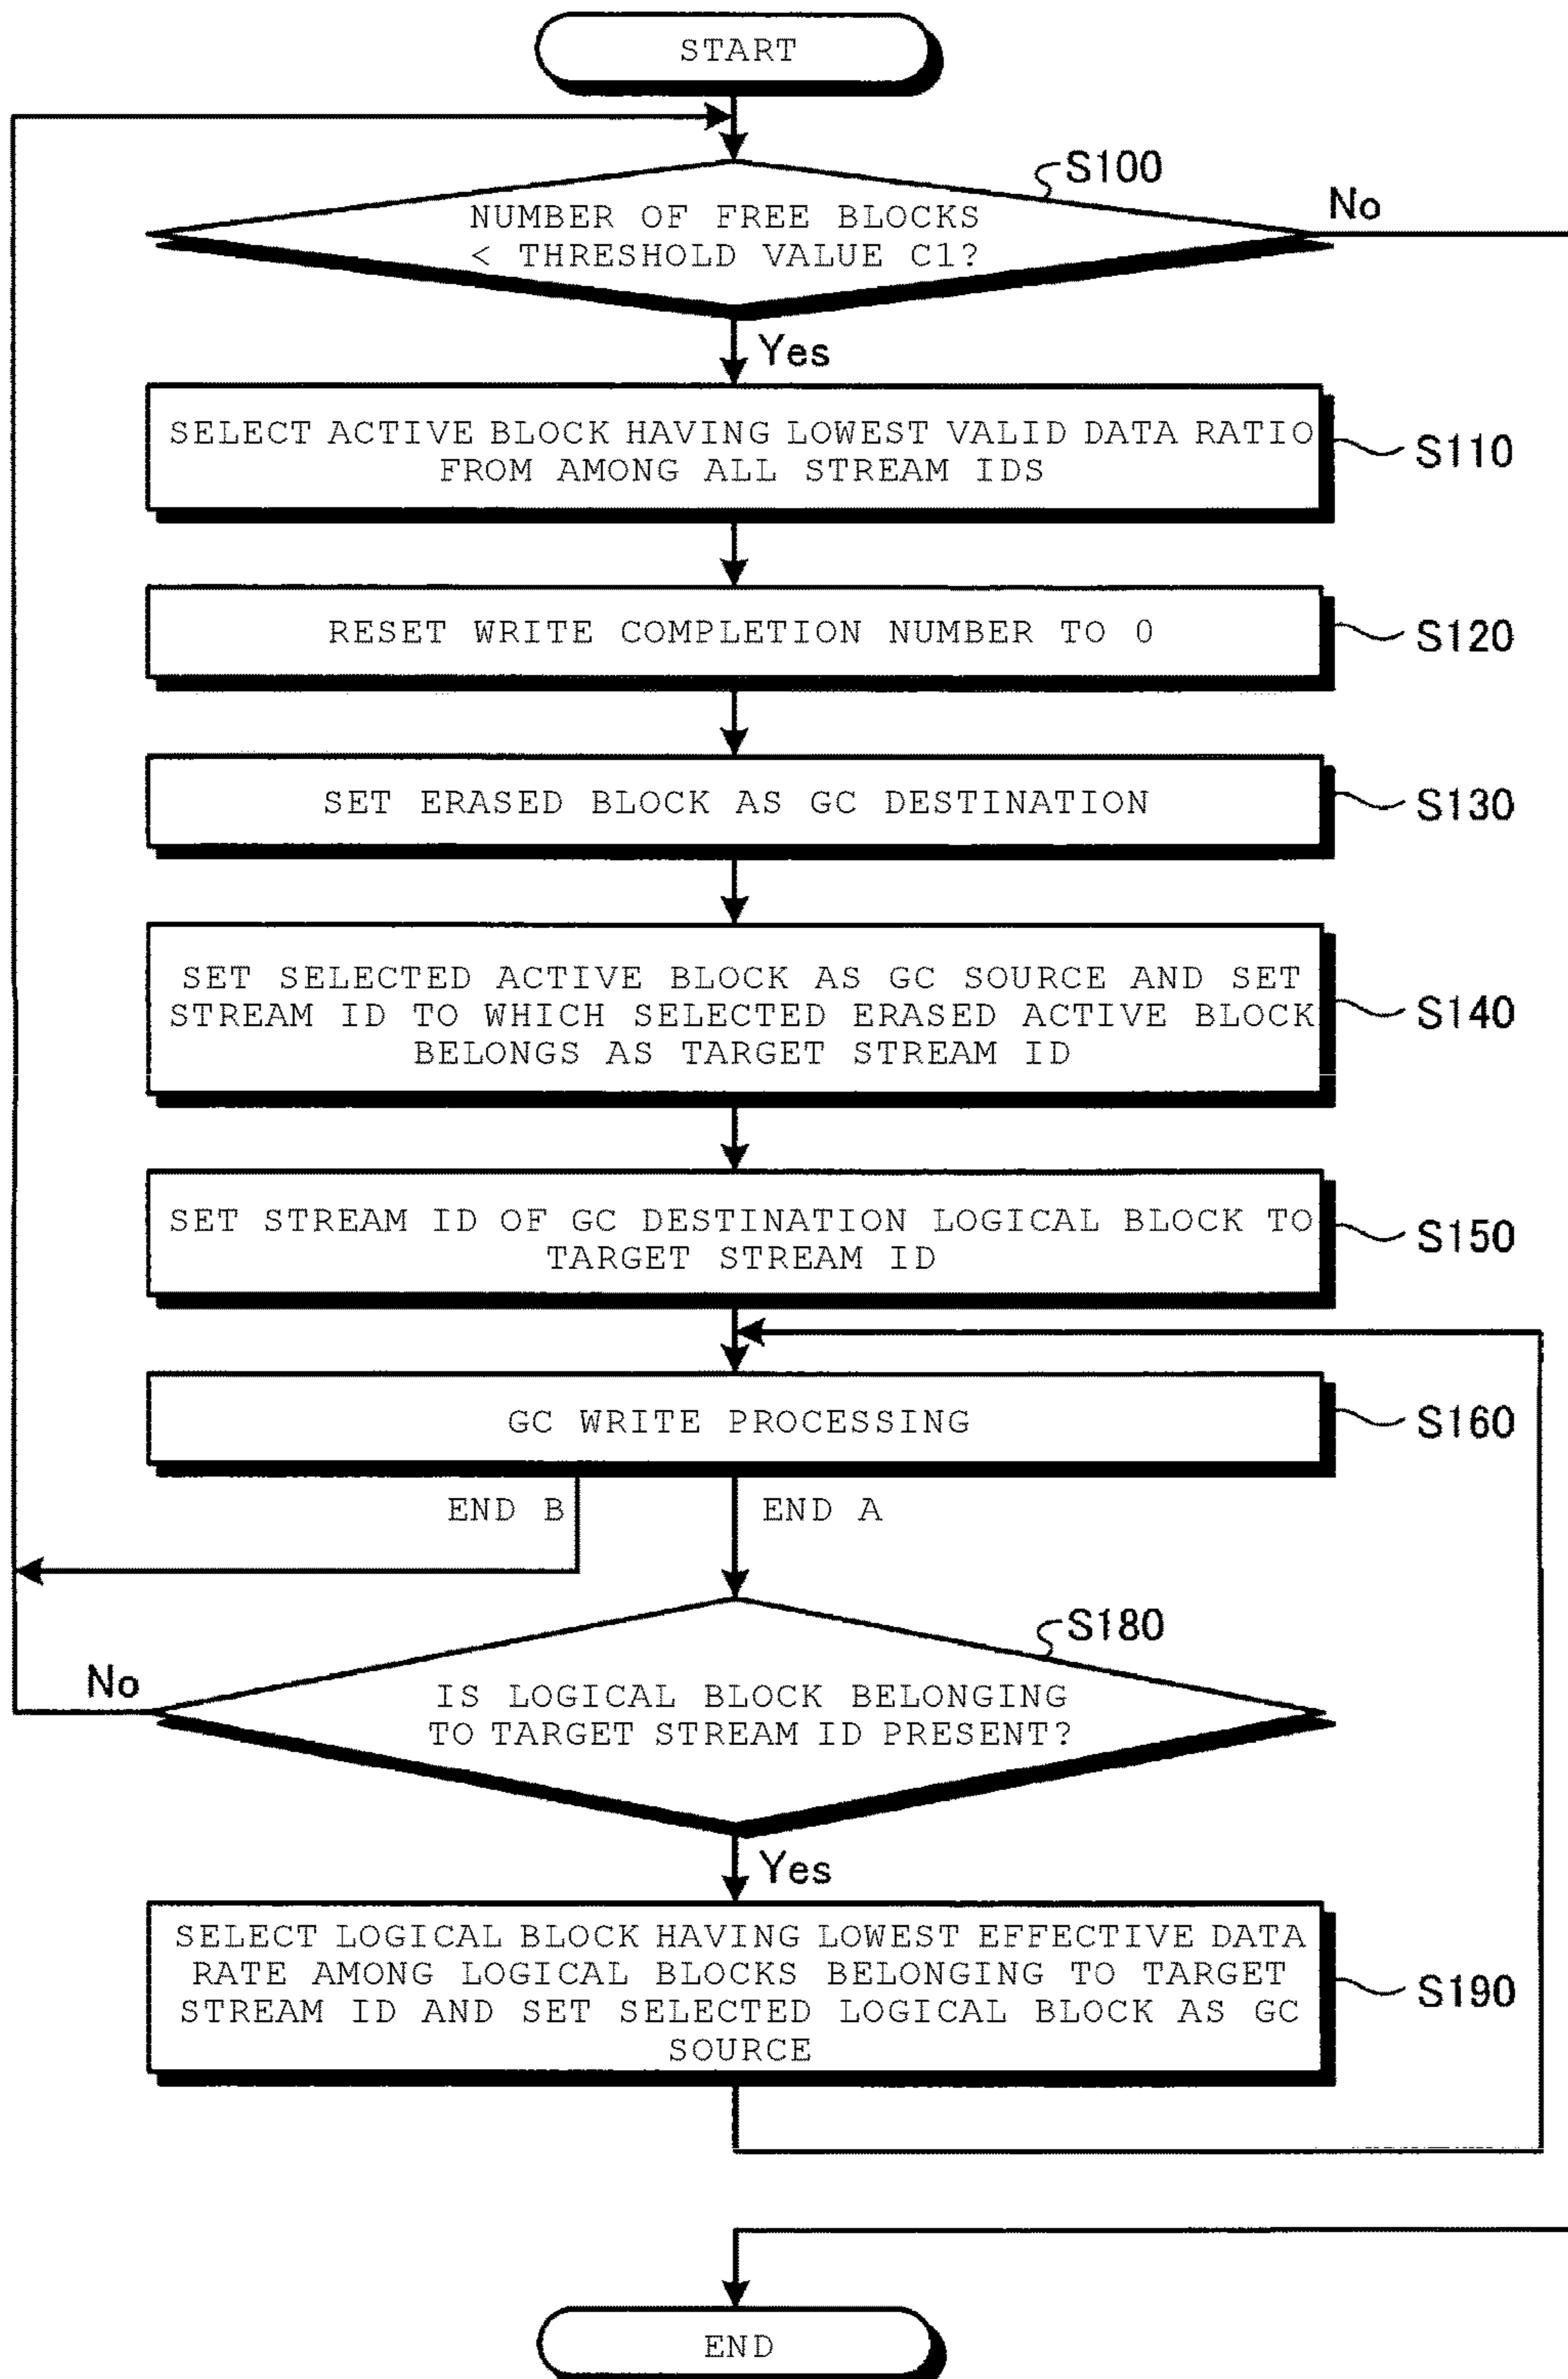 START
S100
No
NUMBER OF FREE BLOCKS
< THRESHOLD VALUE C1?
Yes
SELECT ACTIVE BLOCK HAVING LOWEST VALID DATA RATIO
FROM AMONG ALL STREAM IDS
S110
RESET WRITE COMPLETION NUMBER TO 0
S120
SET ERASED BLOCK AS GC DESTINATION
S130
SET SELECTED ACTIVE BLOCK AS GC SOURCE AND SET
STREAM ID TO WHICH SELECTED ERASED ACTIVE BLOCK
BELONGS AS TARGET STREAM ID
S140
SET STREAM ID OF GC DESTINATION LOGICAL BLOCK TO
TARGET STREAM ID
S150
GC WRITE PROCESSING
S160
END B
END A
S180
No
IS LOGICAL BLOCK BELONGING
TO TARGET STREAM ID PRESENT?
Yes
SELECT LOGICAL BLOCK HAVING LOWEST EFFECTIVE DATA
RATE AMONG LOGICAL BLOCKS BELONGING TO TARGET
STREAM ID AND SET SELECTED LOGICAL BLOCK AS GC
SOURCE
S190
END